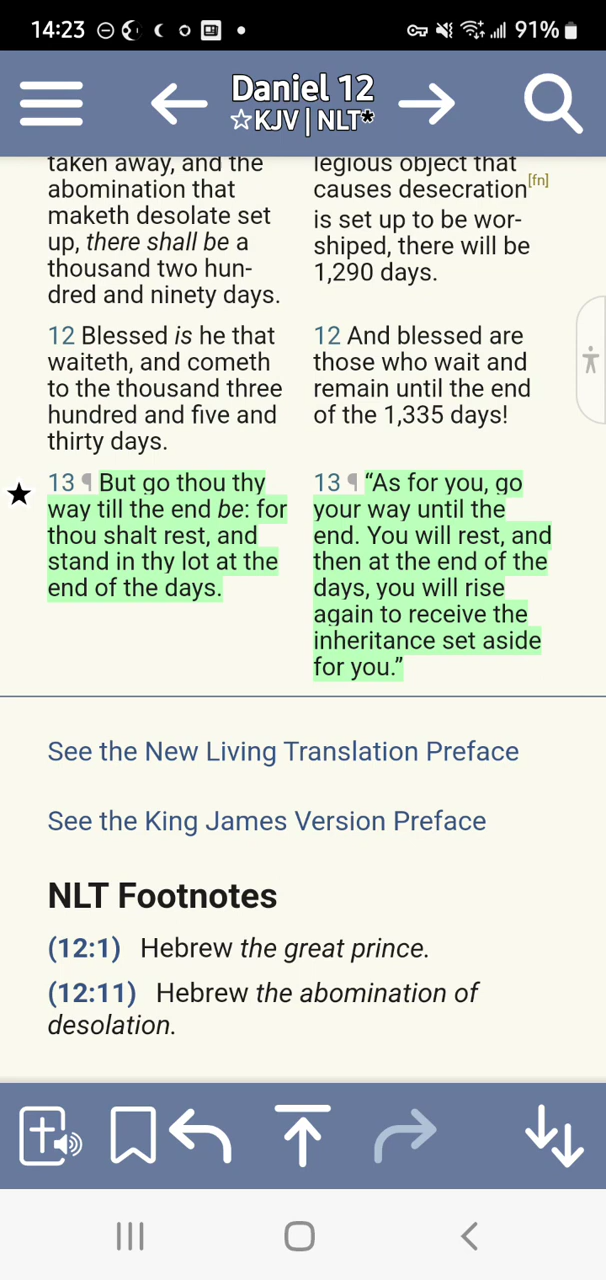 14:23
91%
Daniel 12
☆KJV | NLT*
taken away, and the
abomination that
maketh desolate set
up, there shall be a
thousand two hun-
dred and ninety days.
12 Blessed is he that
waiteth, and cometh
to the thousand three
hundred and five and
thirty days.
13 ¶ But go thou thy
way till the end be: for
thou shalt rest, and
stand in thy lot at the
end of the days.
legious object that
causes desecration[fn]
is set up to be wor-
shiped, there will be
1,290 days.
12 And blessed are
those who wait and
remain until the end
of the 1,335 days!
13 ¶ “As for you, go
your way until the
end. You will rest, and
then at the end of the
days, you will rise
again to receive the
inheritance set aside
for you.”
See the New Living Translation Preface
See the King James Version Preface
NLT Footnotes
(12:1) Hebrew the great prince.
(12:11) Hebrew the abomination of
desolation.